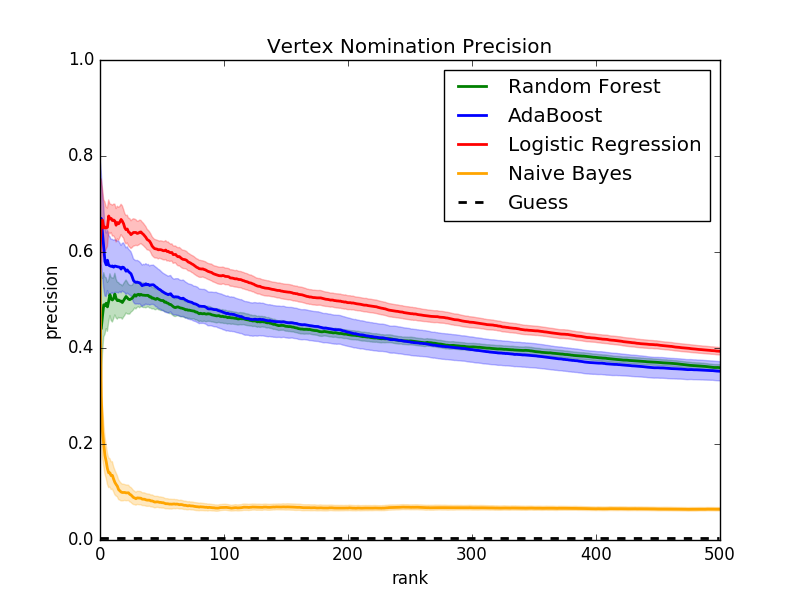 Vertex Nomination Precision
1.0
0.8
0.6
0.4
0.2
0.0
precision
Random Forest
AdaBoost
Logistic Regression
Naive Bayes
Guess
0 100 200 300 400 500
rank